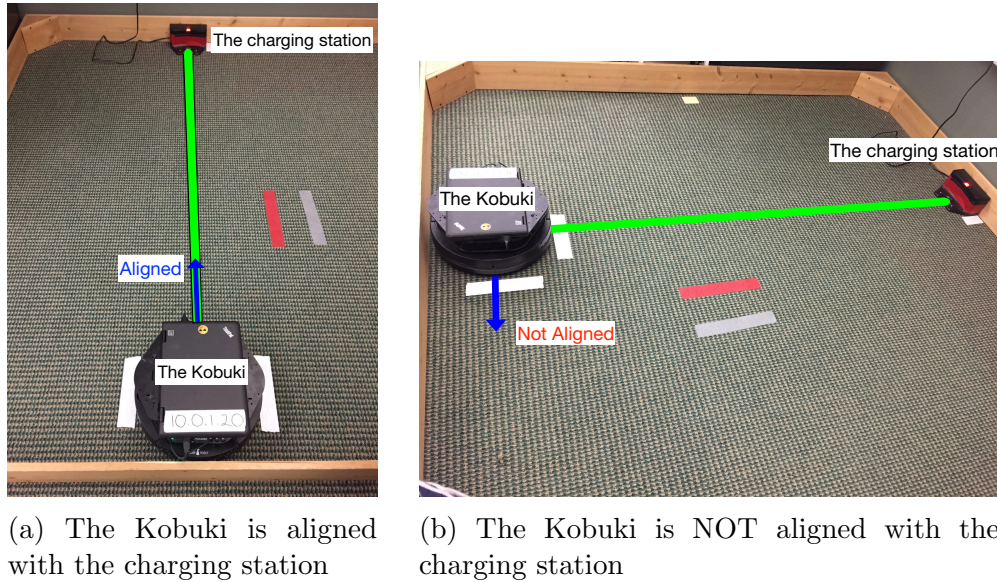 The charging station
Aligned
The Kobuki
10.0.1.20
The charging station
The Kobuki
Not Aligned
(a) The Kobuki is aligned
with the charging station
(b) The Kobuki is NOT aligned with the
charging station